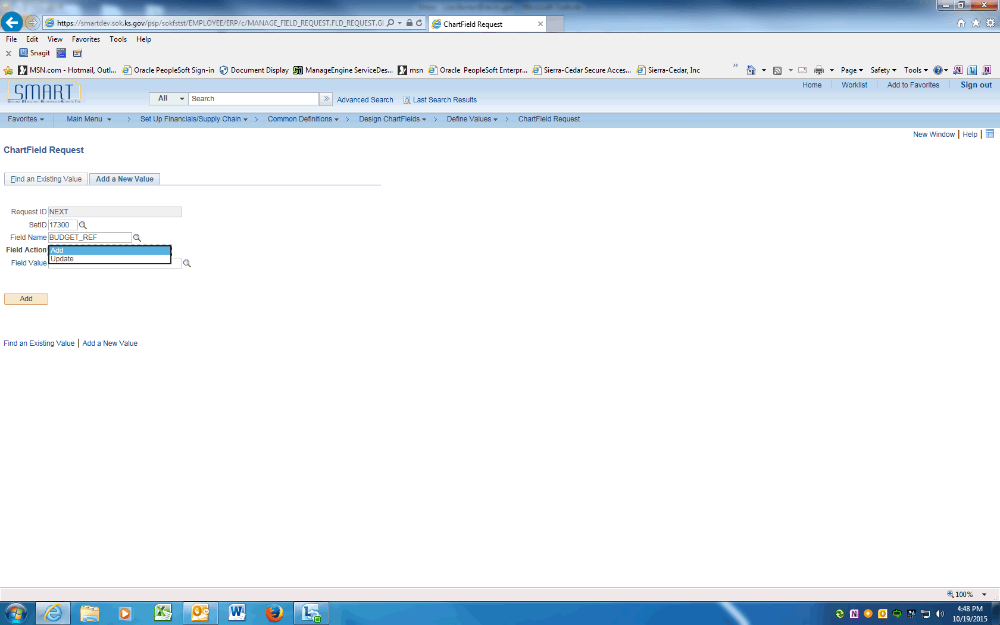 https://smartdev.sok.ks.gov/psp/sokfstst/EMPLOYEE/ERP/c/MANAGE_FIELD_REQUEST.FLD_REQUEST.GI
ChartField Request
File Edit View Favorites Tools Help
x Snagit
MSN.com - Hotmail, Outl... Oracle PeopleSoft Sign-in Document Display ManageEngine ServiceDes... msn Oracle PeopleSoft Enterpr... Sierra-Cedar Secure Acces... Sierra-Cedar, Inc
Page Safety Tools
SMART
Home Worklist Add to Favorites Sign out
All Search Advanced Search Last Search Results
Favorites Main Menu > Set Up Financials/Supply Chain > Common Definitions > Design ChartFields > Define Values > ChartField Request
New Window | Help |
ChartField Request
Find an Existing Value Add a New Value
Request ID NEXT
SetID 17300
Field Name BUDGET_REF
Field Action Add
Update
Field Value
Add
Find an Existing Value | Add a New Value
100%
4:48 PM
10/19/2015